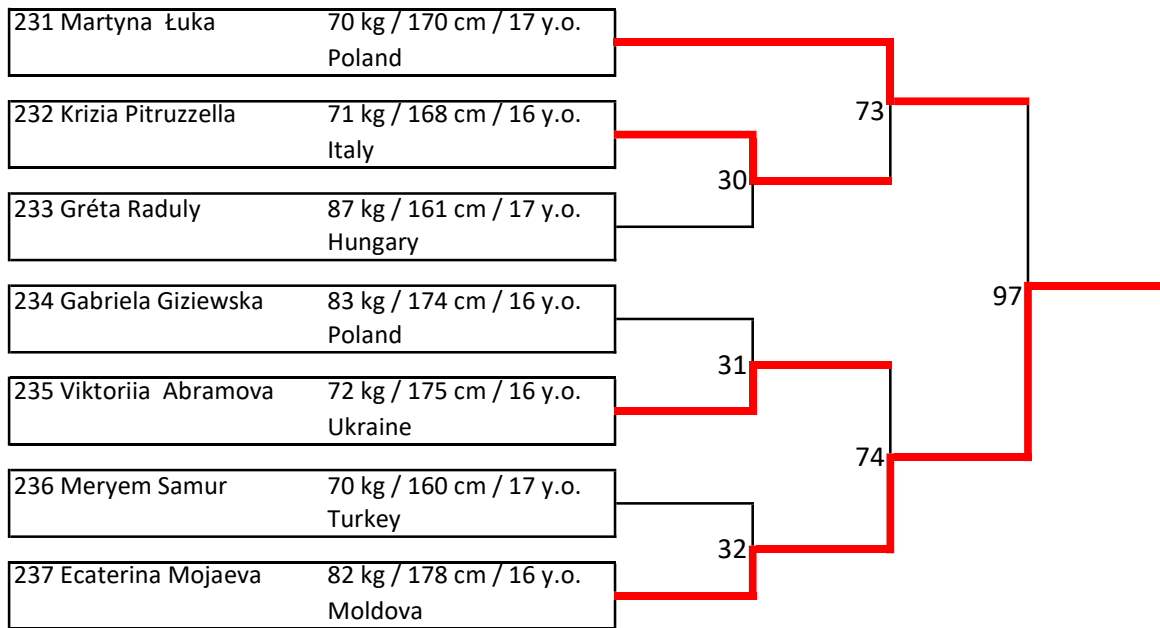 231 Martyna Łuka 70 kg / 170 cm / 17 y.o.
Poland
73
232 Krizia Pitruzzella 71 kg / 168 cm / 16 y.o.
Italy
30
233 Gréta Raduly 87 kg / 161 cm / 17 y.o.
Hungary
234 Gabriela Giziewska 83 kg / 174 cm / 16 y.o.
97
Poland
31
235 Viktoriia Abramova 72 kg / 175 cm / 16 y.o.
Ukraine
74
236 Meryem Samur 70 kg / 160 cm / 17 y.o.
Turkey
32
237 Ecaterina Mojaeva 82 kg / 178 cm / 16 y.o.
Moldova